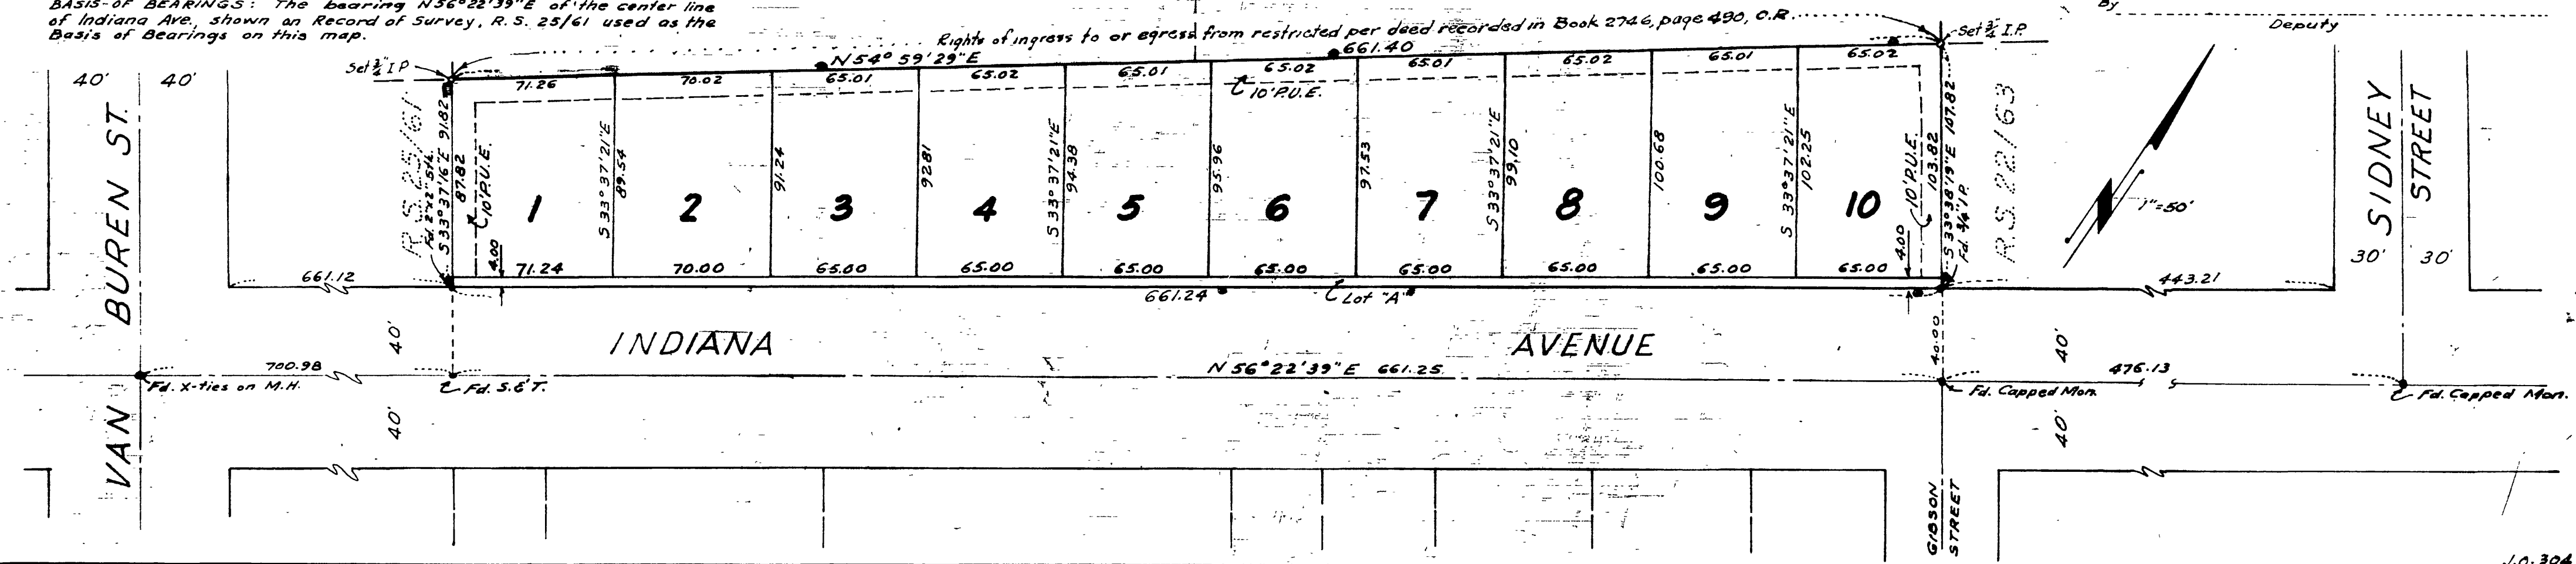 BASIS-OF BEARINGS: The bearing N56°22'39"E of the center line
of Indiana Ave., shown on Record of Survey, R.S. 25/61 used as the
Basis of Bearings on this map.
By
Deputy
Rights of ingress to or egress from restricted per deed recorded in Book 2746, page 490, O.R.
Set ¾" I.P.
Set ¾" I.P.
N 54° 59' 29" E
661.40
71.26
70.02
65.01
65.02
65.01
65.02
65.01
65.02
65.01
65.02
10' P.U.E.
40'
40'
VAN BUREN ST.
R.S. 25/61
Fd. 2"x2" Stk.
S 33° 37' 16" E 91.82
87.82
10' P.U.E.
1
S 33° 37' 21" E
89.54
2
91.24
3
92.81
4
S 33° 37' 21" E
94.38
5
95.96
6
97.53
7
S 33° 37' 21" E
99.10
8
100.68
9
S 33° 37' 21" E
102.25
10
10' P.U.E.
103.82
S 33° 38' 19" E 107.82
Fd. ¾" I.P.
R.S. 22/63
1"=50'
SIDNEY
STREET
30'
30'
4.00
4.00
661.12
71.24
70.00
65.00
65.00
65.00
65.00
65.00
65.00
65.00
65.00
443.21
661.24
Lot "A"
40'
INDIANA AVENUE
40.00
40'
700.98
N 56° 22' 39" E 661.25
476.13
Fd. X-ties on M.H.
Fd. S.&T.
Fd. Capped Mon.
Fd. Capped Mon.
40'
40'
GIBSON
STREET
J.O. 304